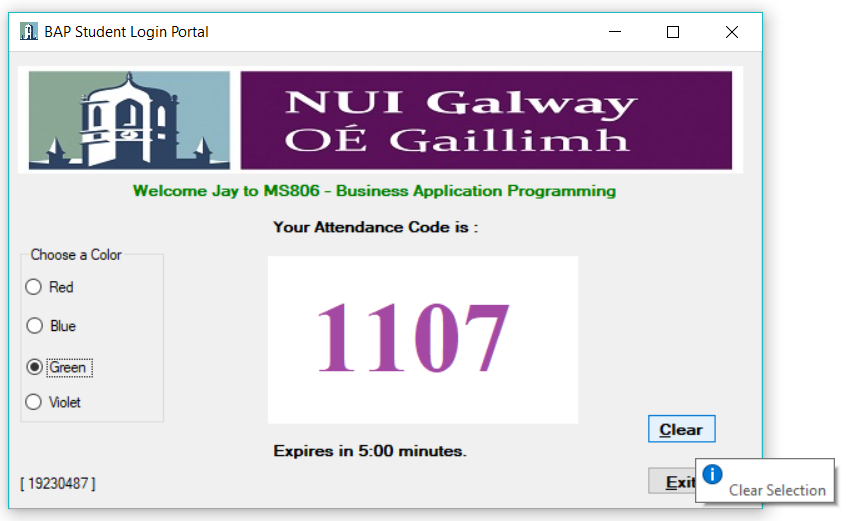 BAP Student Login Portal
NUI Galway
OÉ Gaillimh
Welcome Jay to MS806 - Business Application Programming
Your Attendance Code is :
Choose a Color
Red
Blue
Green
Violet
1107
Expires in 5:00 minutes.
Clear
Exit
Clear Selection
[ 19230487 ]